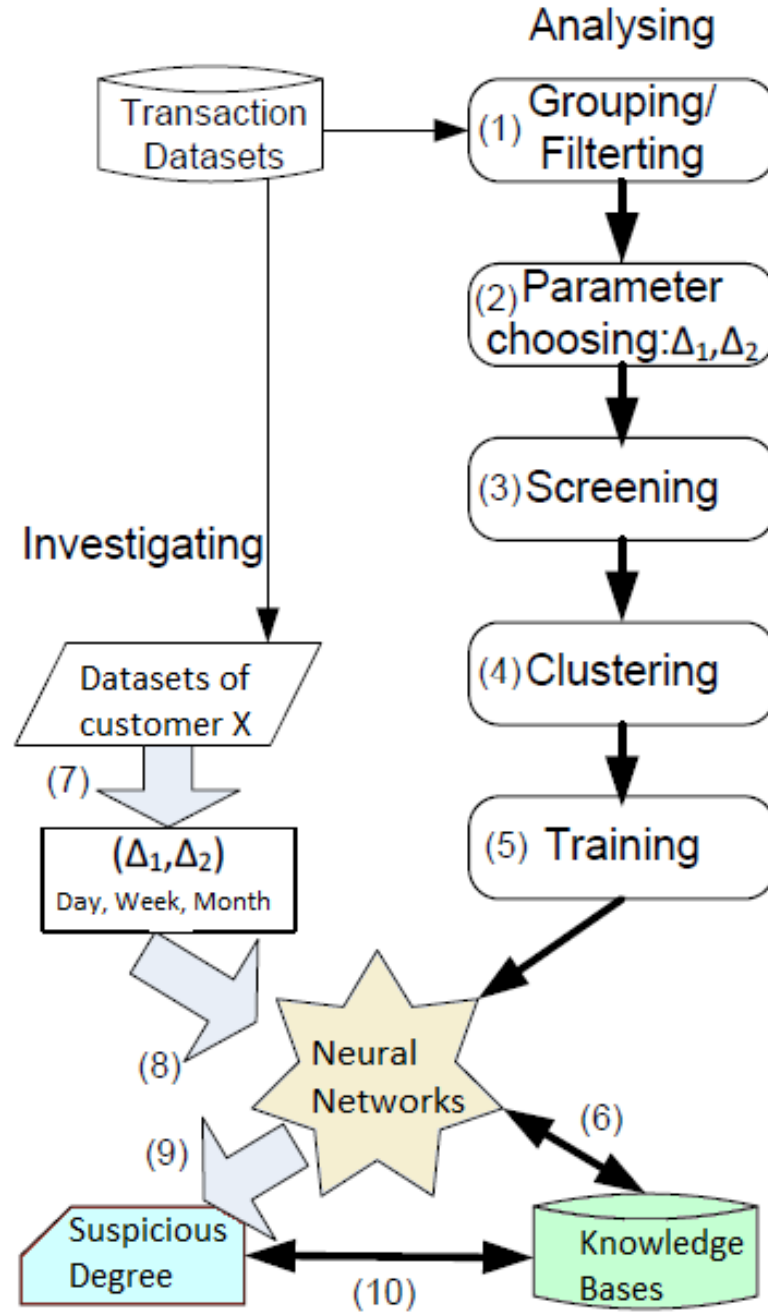 Analysing
Transaction
Datasets
(1) Grouping/
Filterting
(2) Parameter
choosing:Δ₁,Δ₂
(3) Screening
Investigating
(4) Clustering
Datasets of
customer X
(7)
(Δ₁,Δ₂)
Day, Week, Month
(5) Training
(8)
Neural
Networks
(6)
(9)
Suspicious
Degree
(10)
Knowledge
Bases